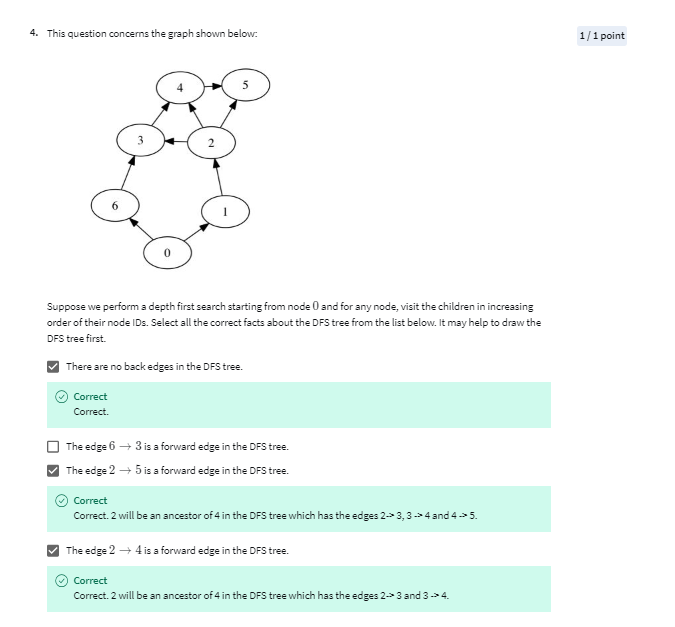 4. This question concerns the graph shown below:
1 / 1 point
4
5
3
2
6
1
0
Suppose we perform a depth first search starting from node 0 and for any node, visit the children in increasing
order of their node IDs. Select all the correct facts about the DFS tree from the list below. It may help to draw the
DFS tree first.
There are no back edges in the DFS tree.
Correct
Correct.
The edge 6 → 3 is a forward edge in the DFS tree.
The edge 2 → 5 is a forward edge in the DFS tree.
Correct
Correct. 2 will be an ancestor of 4 in the DFS tree which has the edges 2-> 3, 3 -> 4 and 4 -> 5.
The edge 2 → 4 is a forward edge in the DFS tree.
Correct
Correct. 2 will be an ancestor of 4 in the DFS tree which has the edges 2-> 3 and 3 -> 4.